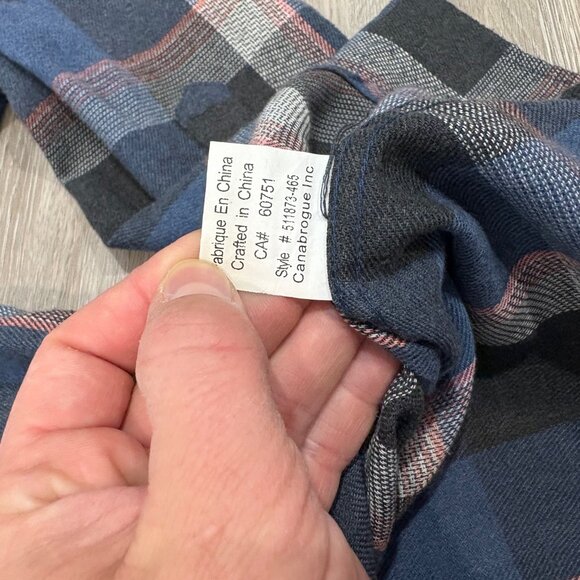 abrique En China
Crafted in China
CA# 60751
Style # 511873-465
Canabrogue Inc